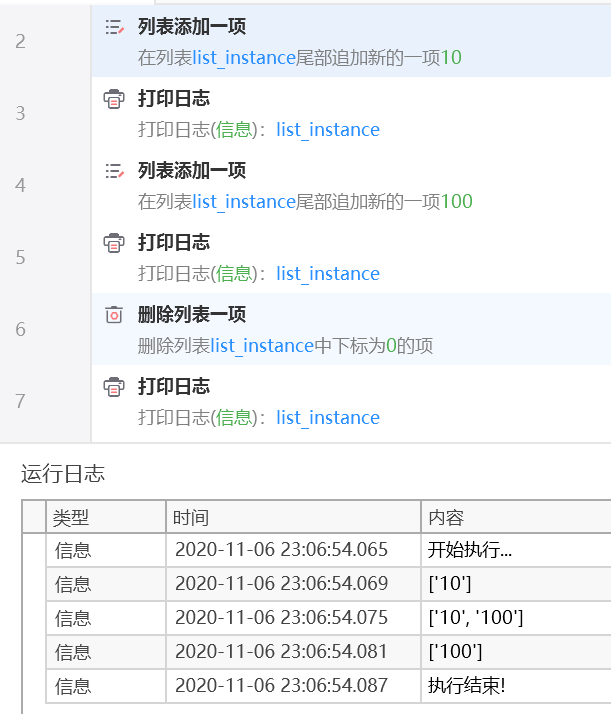 2
列表添加一项
在列表list_instance尾部追加新的一项10
3
打印日志
打印日志(信息)：list_instance
4
列表添加一项
在列表list_instance尾部追加新的一项100
5
打印日志
打印日志(信息)：list_instance
6
删除列表一项
删除列表list_instance中下标为0的项
7
打印日志
打印日志(信息)：list_instance
运行日志
类型 时间 内容
信息 2020-11-06 23:06:54.065 开始执行...
信息 2020-11-06 23:06:54.069 ['10']
信息 2020-11-06 23:06:54.075 ['10', '100']
信息 2020-11-06 23:06:54.081 ['100']
信息 2020-11-06 23:06:54.087 执行结束!